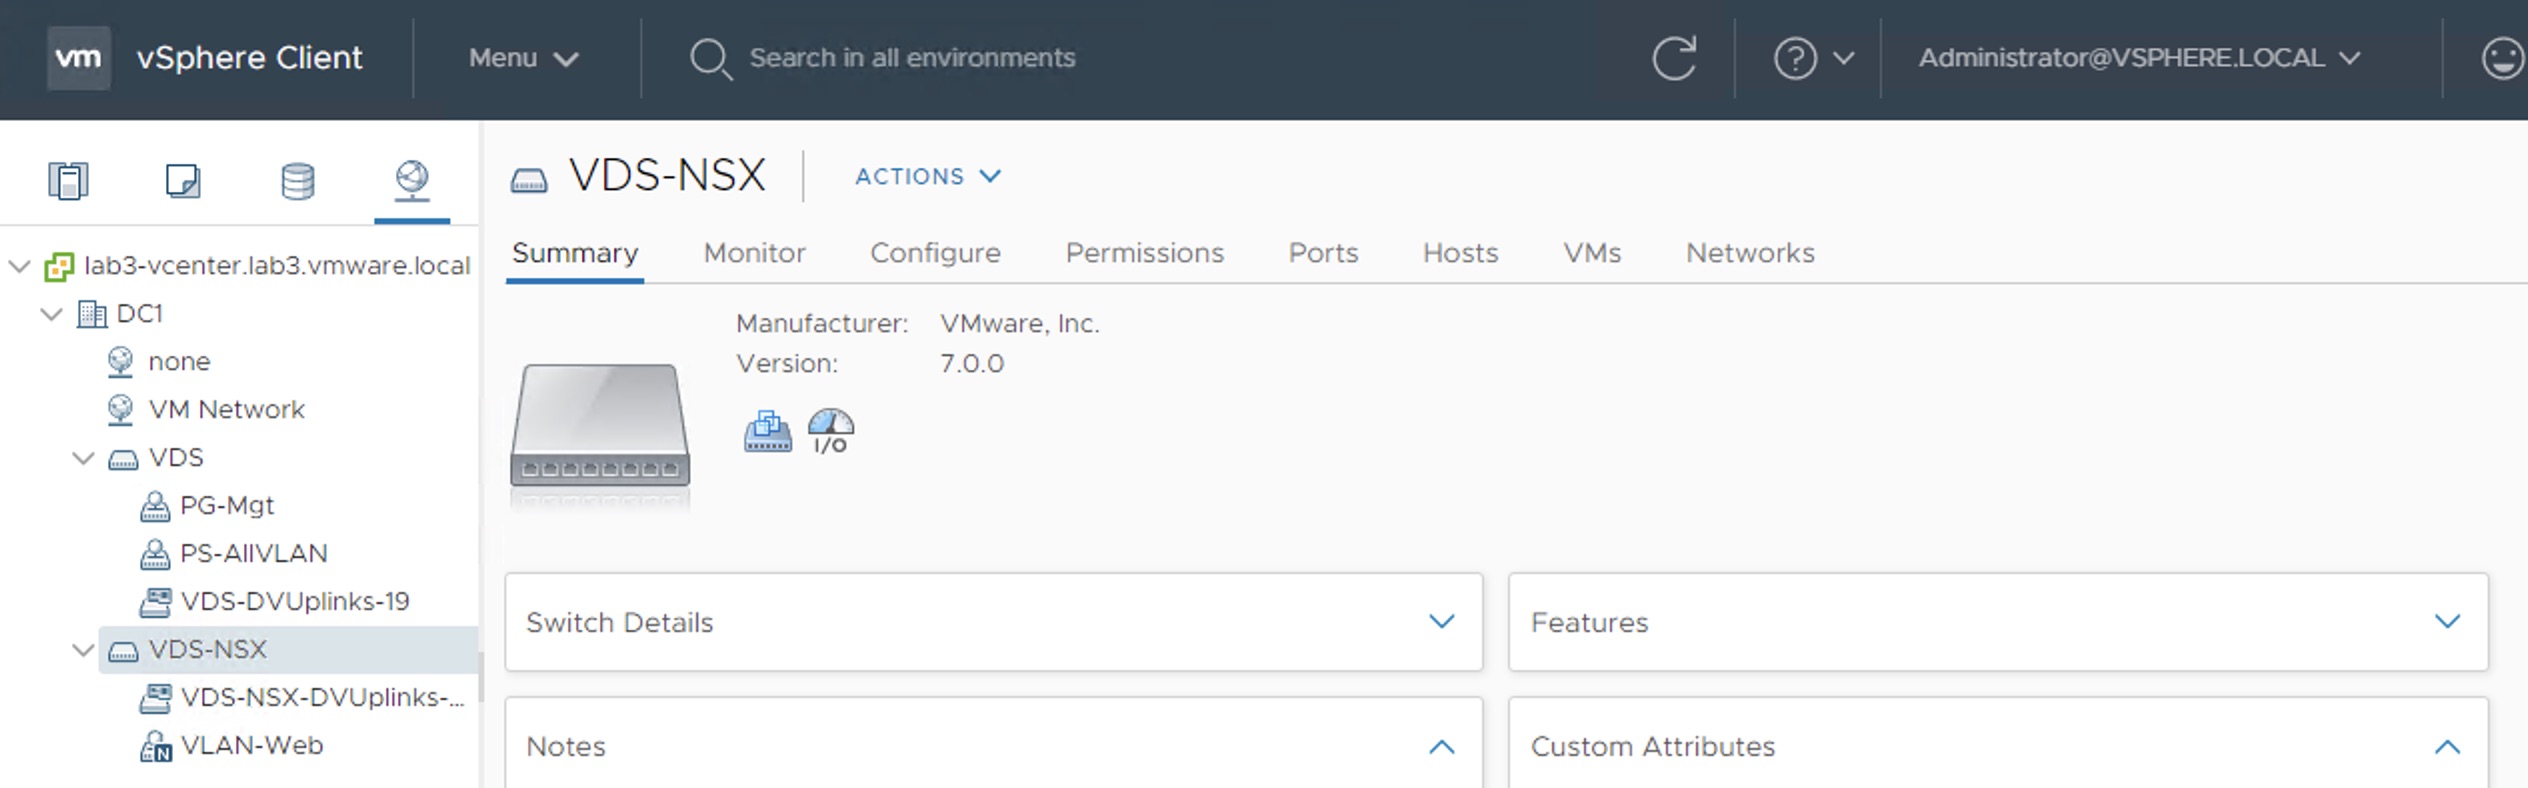 vm vSphere Client Menu Search in all environments Administrator@VSPHERE.LOCAL
lab3-vcenter.lab3.vmware.local
DC1
none
VM Network
VDS
PG-Mgt
PS-AllVLAN
VDS-DVUplinks-19
VDS-NSX
VDS-NSX-DVUplinks-...
VLAN-Web
VDS-NSX ACTIONS
Summary Monitor Configure Permissions Ports Hosts VMs Networks
Manufacturer: VMware, Inc.
Version: 7.0.0
I/O
Switch Details
Features
Notes
Custom Attributes